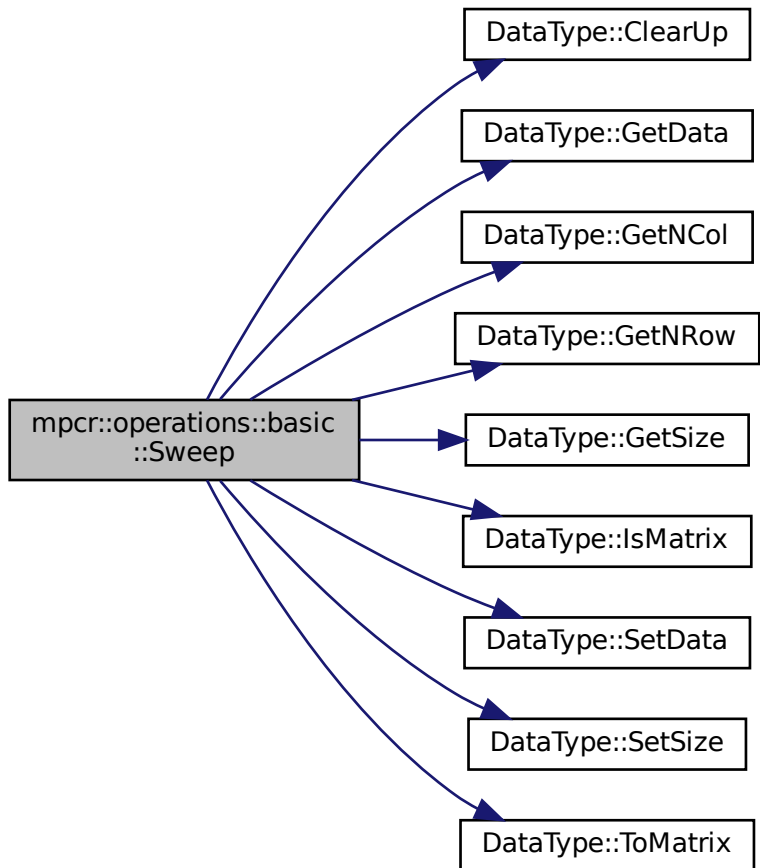 DataType::ClearUp
DataType::GetData
DataType::GetNCol
DataType::GetNRow
mpcr::operations::basic
::Sweep
DataType::GetSize
DataType::IsMatrix
DataType::SetData
DataType::SetSize
DataType::ToMatrix